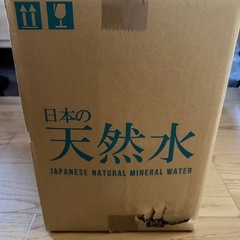 日本の
天然水
JAPANESE NATURAL MINERAL WATER